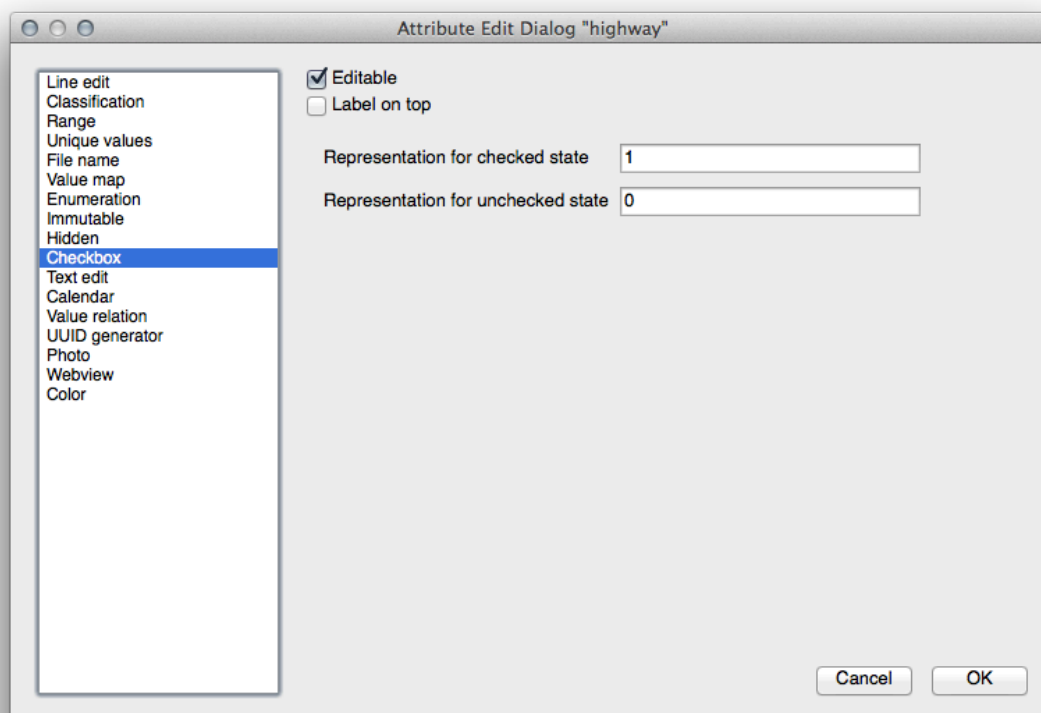 Attribute Edit Dialog "highway"
Line edit
Classification
Range
Unique values
File name
Value map
Enumeration
Immutable
Hidden
Checkbox
Text edit
Calendar
Value relation
UUID generator
Photo
Webview
Color
Editable
Label on top
Representation for checked state 1
Representation for unchecked state 0
Cancel OK